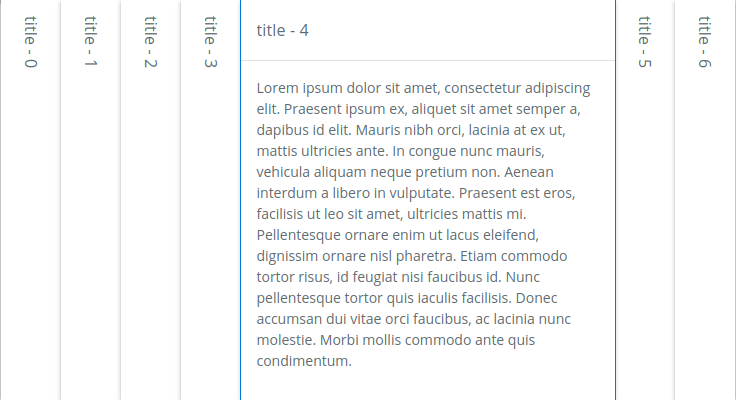 title - 0
title - 1
title - 2
title - 3
title - 4
Lorem ipsum dolor sit amet, consectetur adipiscing
elit. Praesent ipsum ex, aliquet sit amet semper a,
dapibus id elit. Mauris nibh orci, lacinia at ex ut,
mattis ultricies ante. In congue nunc mauris,
vehicula aliquam neque pretium non. Aenean
interdum a libero in vulputate. Praesent est eros,
facilisis ut leo sit amet, ultricies mattis mi.
Pellentesque ornare enim ut lacus eleifend,
dignissim ornare nisl pharetra. Etiam commodo
tortor risus, id feugiat nisi faucibus id. Nunc
pellentesque tortor quis iaculis facilisis. Donec
accumsan dui vitae orci faucibus, ac lacinia nunc
molestie. Morbi mollis commodo ante quis
condimentum.
title - 5
title - 6